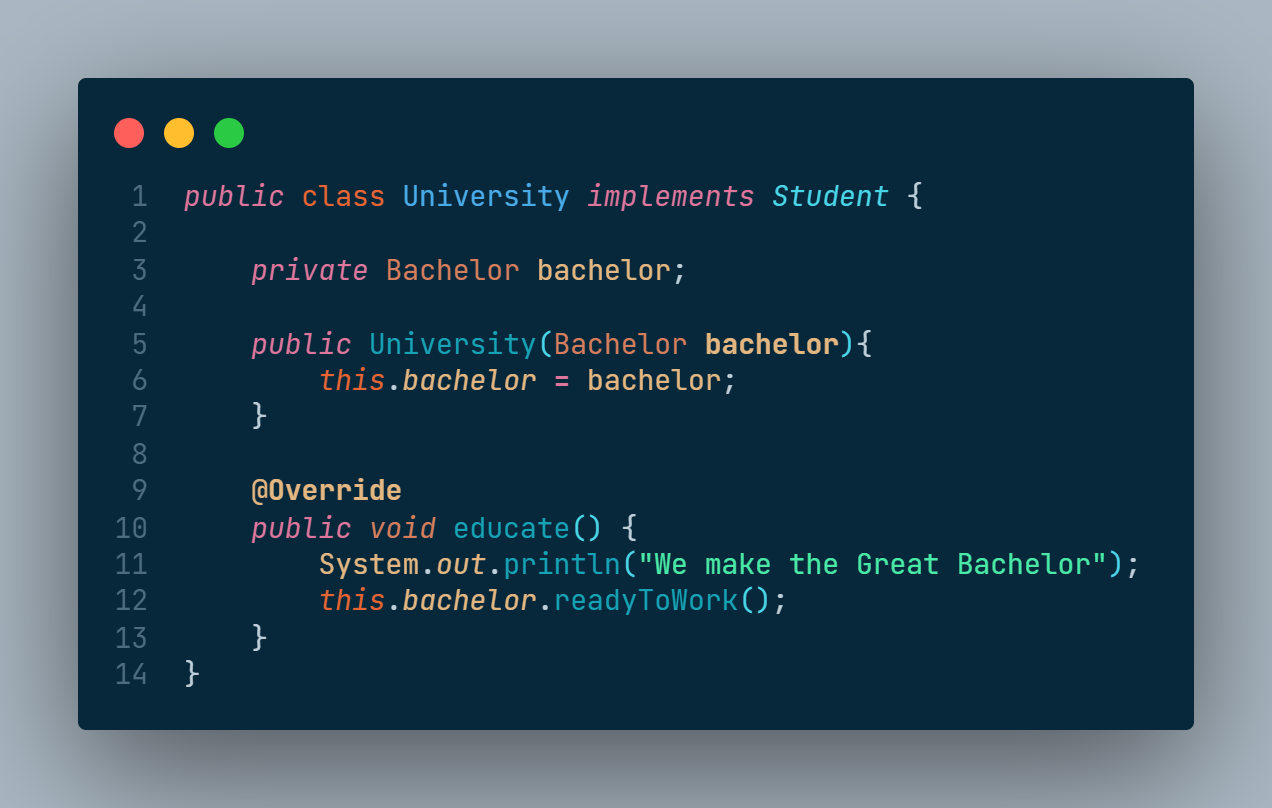 1 public class University implements Student {
2
3     private Bachelor bachelor;
4
5     public University(Bachelor bachelor){
6         this.bachelor = bachelor;
7     }
8
9     @Override
10     public void educate() {
11         System.out.println("We make the Great Bachelor");
12         this.bachelor.readyToWork();
13     }
14 }